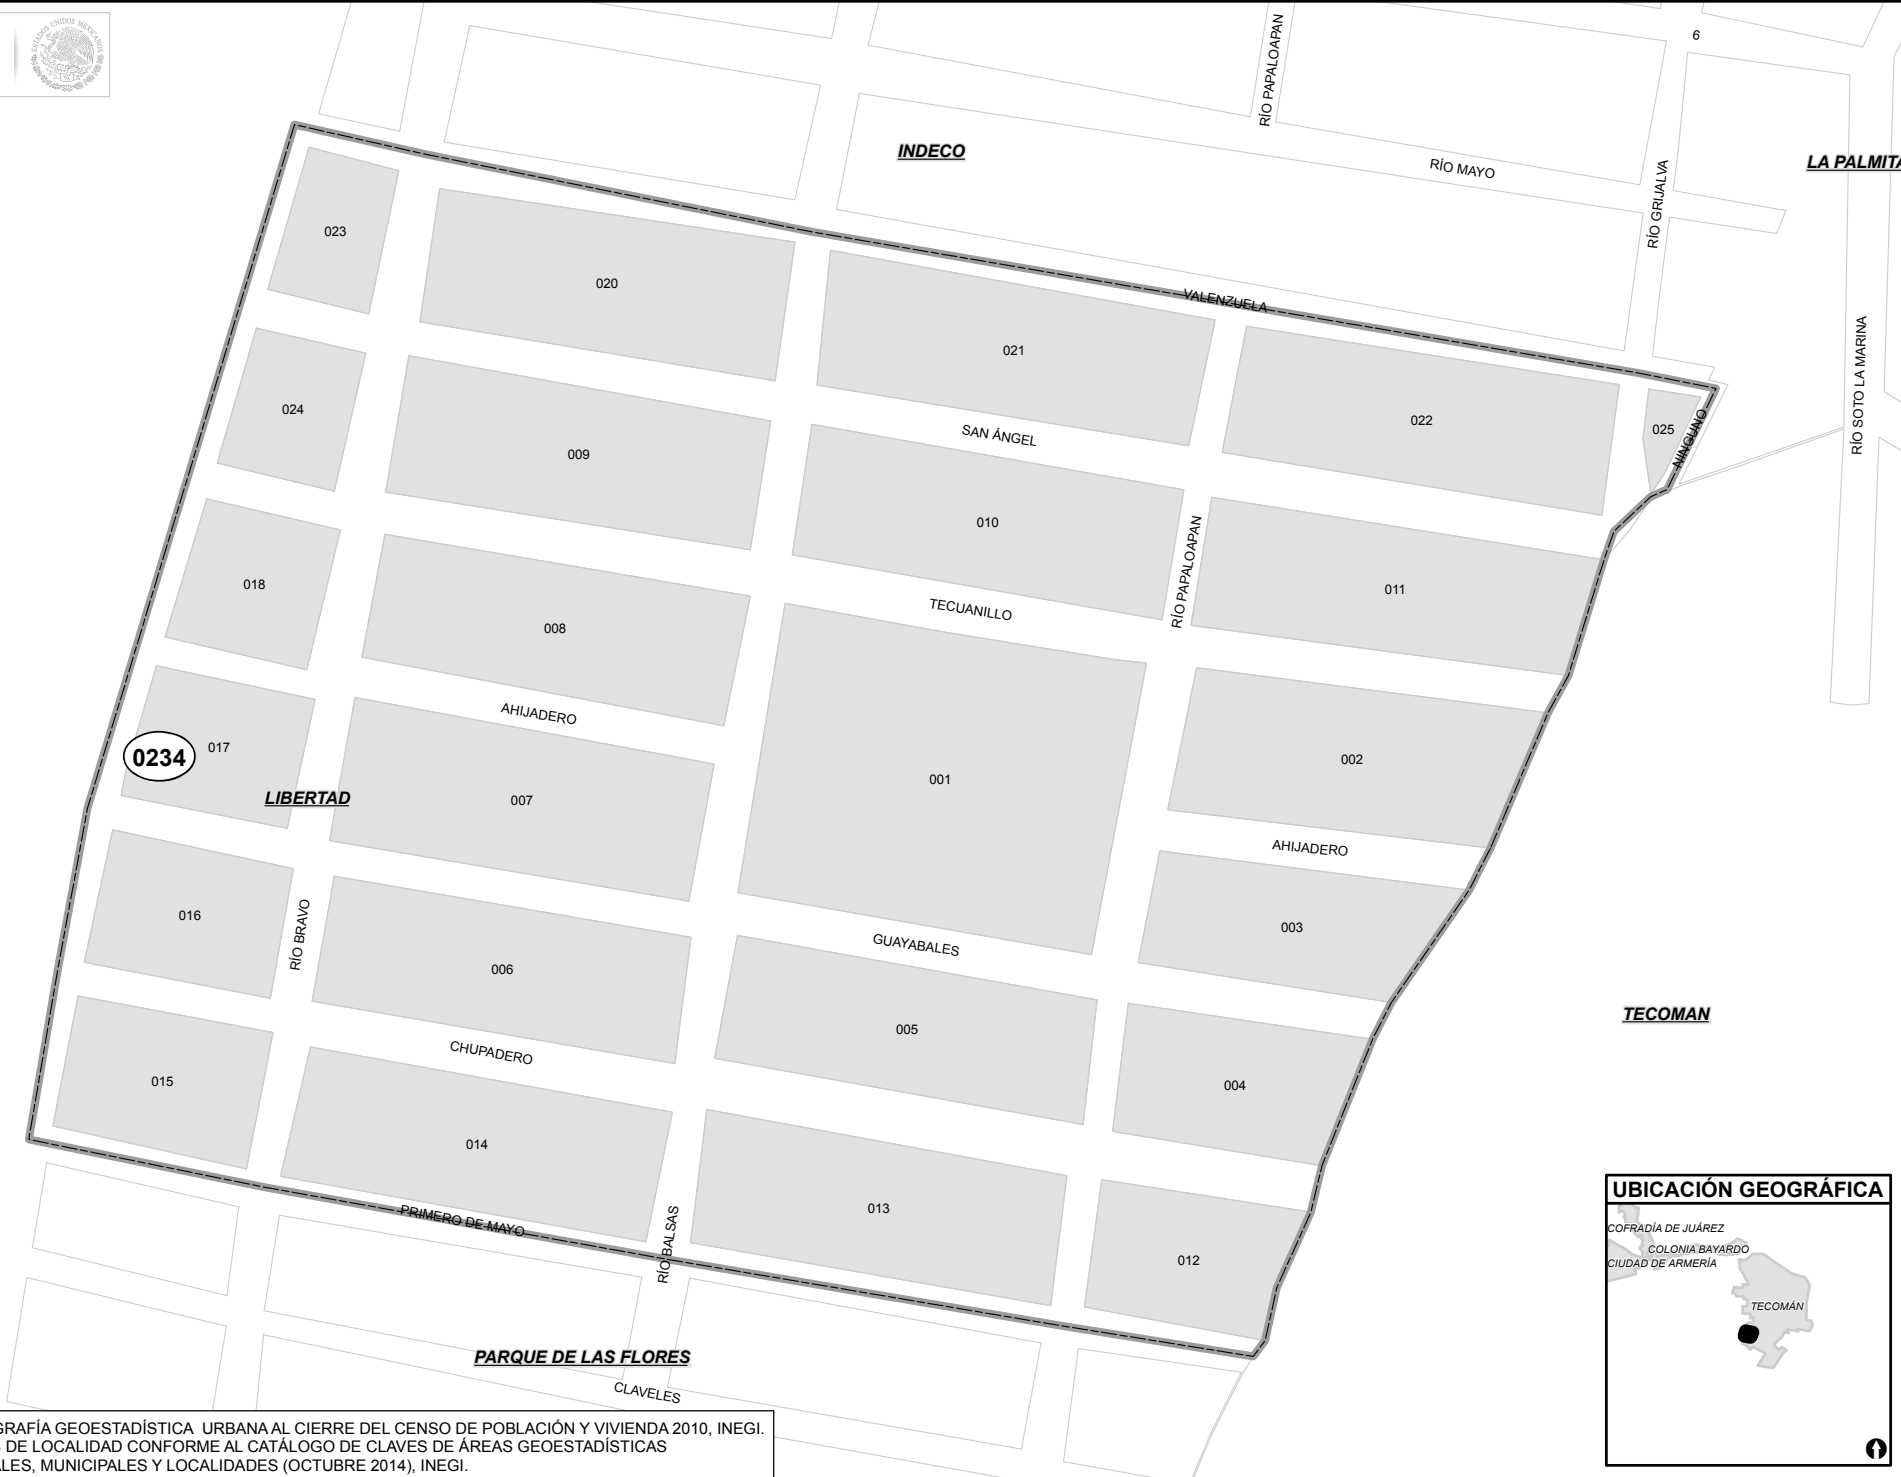 ESTADOS UNIDOS MEXICANOS
6
RÍO PAPALOAPAN
INDECO
RÍO MAYO
LA PALMITA
RÍO GRIJALVA
023
020
VALENZUELA
021
RÍO SOTO LA MARINA
024
022
025
NINGUNO
SAN ÁNGEL
009
010
RÍO PAPALOAPAN
018
011
TECUANILLO
008
AHIJADERO
017
0234
001
002
LIBERTAD
007
AHIJADERO
016
RÍO BRAVO
003
GUAYABALES
006
TECOMAN
005
CHUPADERO
015
004
014
013
PRIMERO DE MAYO
RÍO BALSAS
012
PARQUE DE LAS FLORES
CLAVELES
UBICACIÓN GEOGRÁFICA
COFRADÍA DE JUÁREZ
COLONIA BAYARDO
CIUDAD DE ARMERÍA
TECOMÁN
GRAFÍA GEOESTADÍSTICA URBANA AL CIERRE DEL CENSO DE POBLACIÓN Y VIVIENDA 2010, INEGI.
DE LOCALIDAD CONFORME AL CATÁLOGO DE CLAVES DE ÁREAS GEOESTADÍSTICAS
ALES, MUNICIPALES Y LOCALIDADES (OCTUBRE 2014), INEGI.